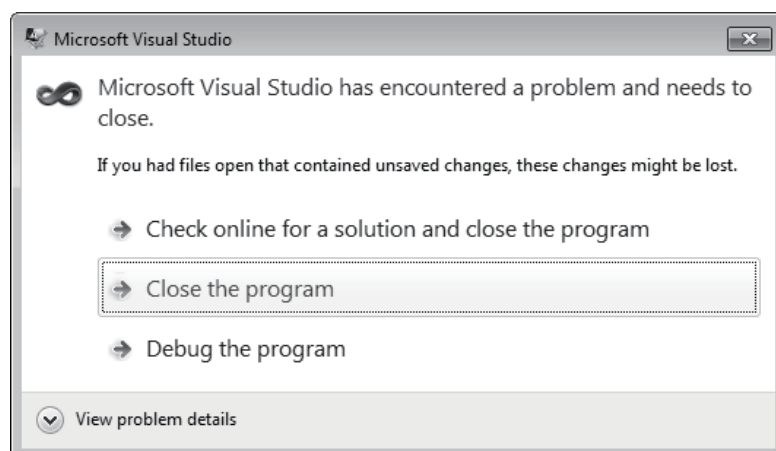 Microsoft Visual Studio
Microsoft Visual Studio has encountered a problem and needs to
close.
If you had files open that contained unsaved changes, these changes might be lost.
Check online for a solution and close the program
Close the program
Debug the program
View problem details